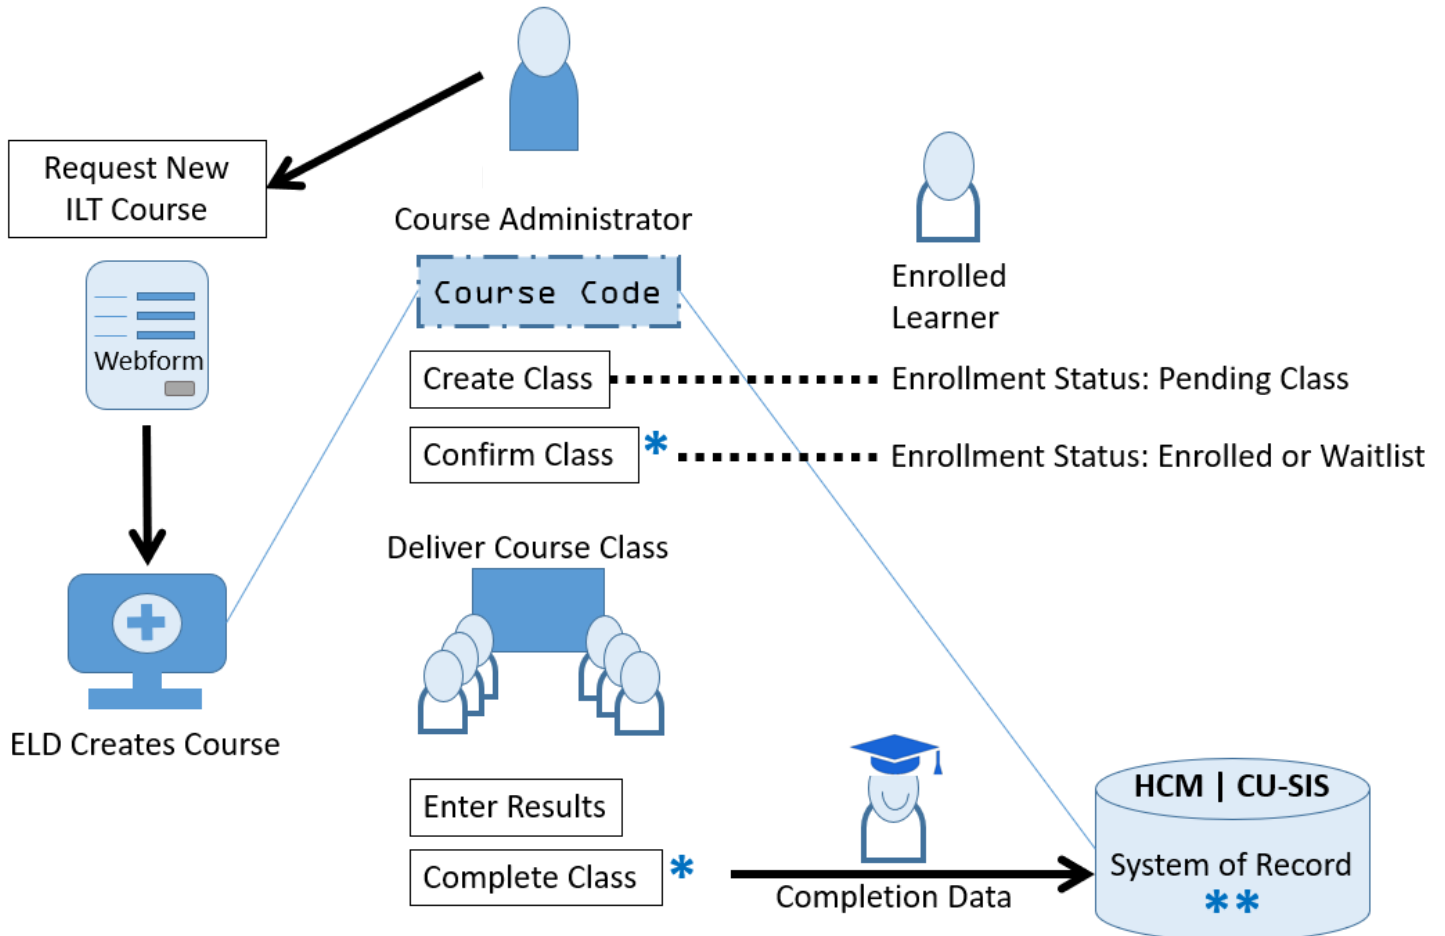 Request New
ILT Course
Webform
ELD Creates Course
Course Administrator
Course Code
Create Class
Confirm Class *
Deliver Course Class
Enter Results
Complete Class *
Enrolled
Learner
Enrollment Status: Pending Class
Enrollment Status: Enrolled or Waitlist
Completion Data
HCM | CU-SIS
System of Record
**